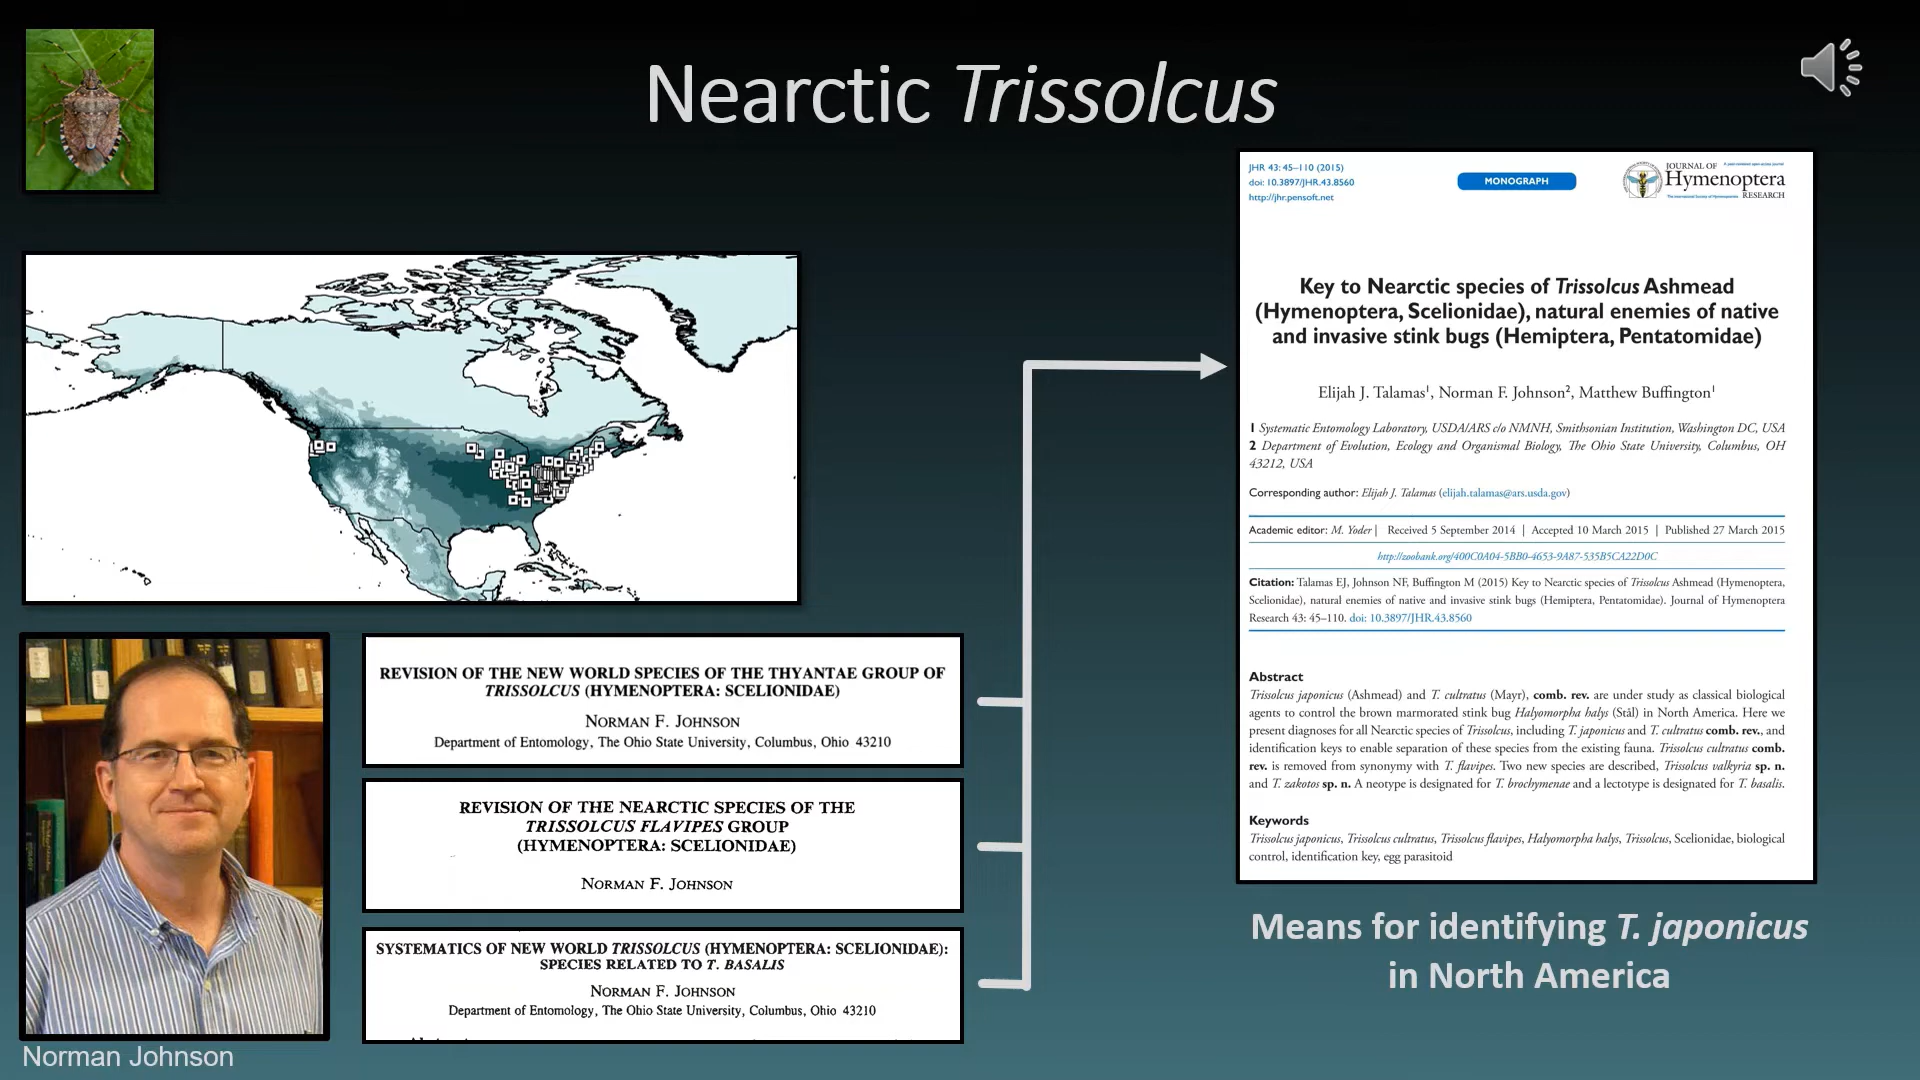 Nearctic Trissolcus
JHR 43: 45–110 (2015)
doi: 10.3897/JHR.43.8560
http://jhr.pensoft.net
MONOGRAPH
JOURNAL OF
Hymenoptera
RESEARCH
Key to Nearctic species of Trissolcus Ashmead
(Hymenoptera, Scelionidae), natural enemies of native
and invasive stink bugs (Hemiptera, Pentatomidae)
Elijah J. Talamas¹, Norman F. Johnson², Matthew Buffington¹
1 Systematic Entomology Laboratory, USDA/ARS c/o NMNH, Smithsonian Institution, Washington DC, USA
2 Department of Evolution, Ecology and Organismal Biology, The Ohio State University, Columbus, OH
43212, USA
Corresponding author: Elijah J. Talamas (elijah.talamas@ars.usda.gov)
Academic editor: M. Yoder | Received 5 September 2014 | Accepted 10 March 2015 | Published 27 March 2015
http://zoobank.org/400C0A04-5BB0-4653-9A87-535B5CA22D0C
Citation: Talamas EJ, Johnson NF, Buffington M (2015) Key to Nearctic species of Trissolcus Ashmead (Hymenoptera,
Scelionidae), natural enemies of native and invasive stink bugs (Hemiptera, Pentatomidae). Journal of Hymenoptera
Research 43: 45–110. doi: 10.3897/JHR.43.8560
Abstract
Trissolcus japonicus (Ashmead) and T. cultratus (Mayr), comb. rev. are under study as classical biological
agents to control the brown marmorated stink bug Halyomorpha halys (Stål) in North America. Here we
present diagnoses for all Nearctic species of Trissolcus, including T. japonicus and T. cultratus comb. rev., and
identification keys to enable separation of these species from the existing fauna. Trissolcus cultratus comb.
rev. is removed from synonymy with T. flavipes. Two new species are described, Trissolcus valkyria sp. n.
and T. zakotos sp. n. A neotype is designated for T. brochymenae and a lectotype is designated for T. basalis.
Keywords
Trissolcus japonicus, Trissolcus cultratus, Trissolcus flavipes, Halyomorpha halys, Trissolcus, Scelionidae, biological
control, identification key, egg parasitoid
REVISION OF THE NEW WORLD SPECIES OF THE THYANTAE GROUP OF
TRISSOLCUS (HYMENOPTERA: SCELIONIDAE)
NORMAN F. JOHNSON
Department of Entomology, The Ohio State University, Columbus, Ohio 43210
REVISION OF THE NEARCTIC SPECIES OF THE
TRISSOLCUS FLAVIPES GROUP
(HYMENOPTERA: SCELIONIDAE)
NORMAN F. JOHNSON
SYSTEMATICS OF NEW WORLD TRISSOLCUS (HYMENOPTERA: SCELIONIDAE):
SPECIES RELATED TO T. BASALIS
NORMAN F. JOHNSON
Department of Entomology, The Ohio State University, Columbus, Ohio 43210
Means for identifying T. japonicus
in North America
Norman Johnson